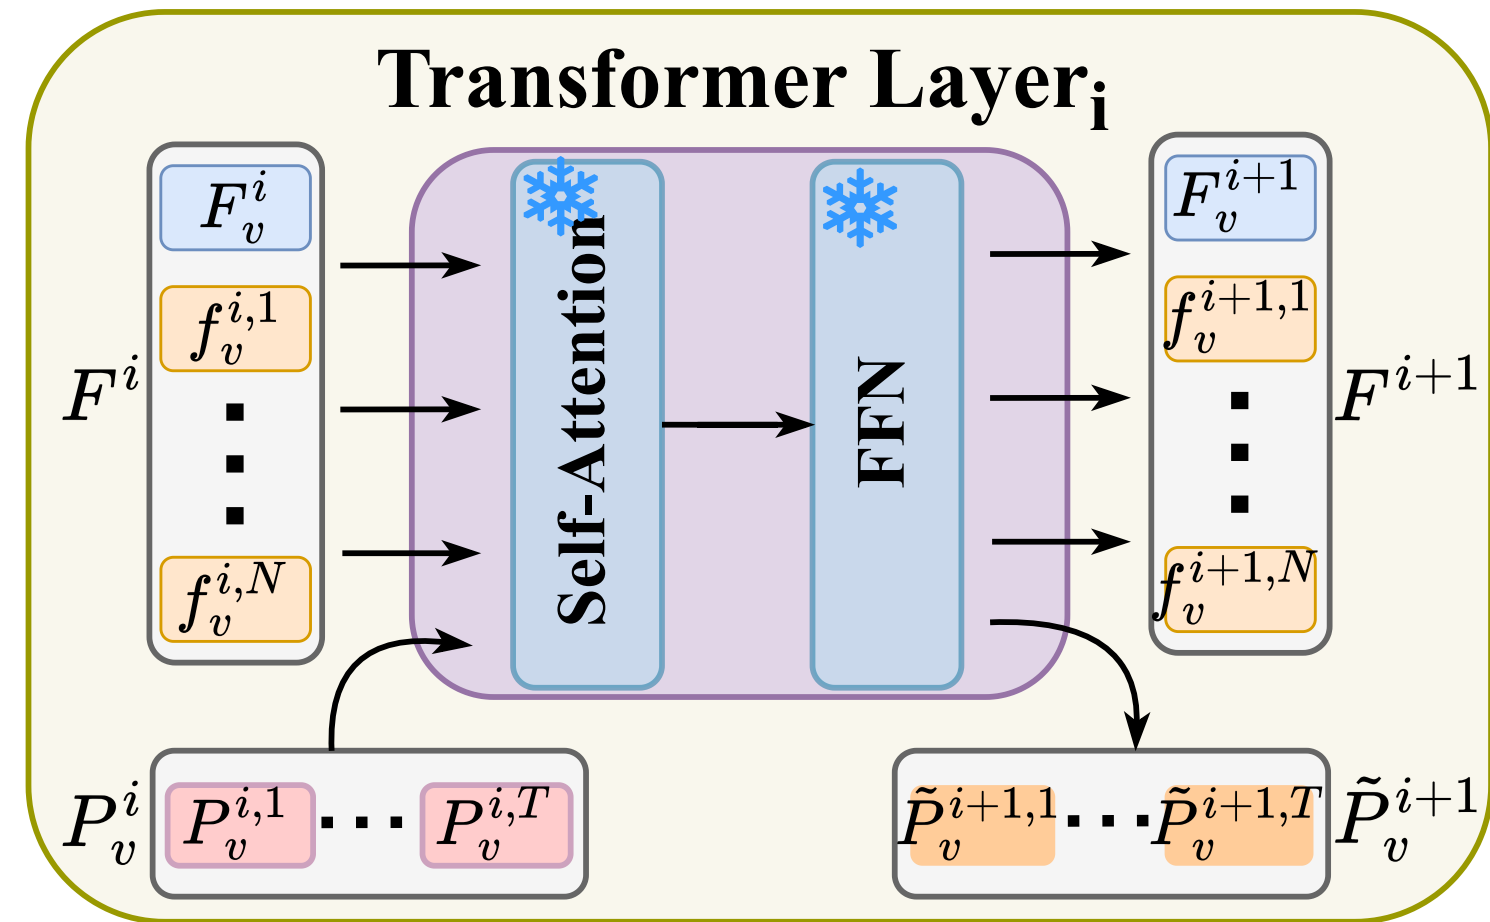 Transformer Layer_i
F^i
F_v^i
f_v^{i,1}
f_v^{i,N}
Self-Attention
FFN
F_v^{i+1}
f_v^{i+1,1}
f_v^{i+1,N}
F^{i+1}
P_v^i
P_v^{i,1} ··· P_v^{i,T}
P̃_v^{i+1,1} ··· P̃_v^{i+1,T}
P̃_v^{i+1}